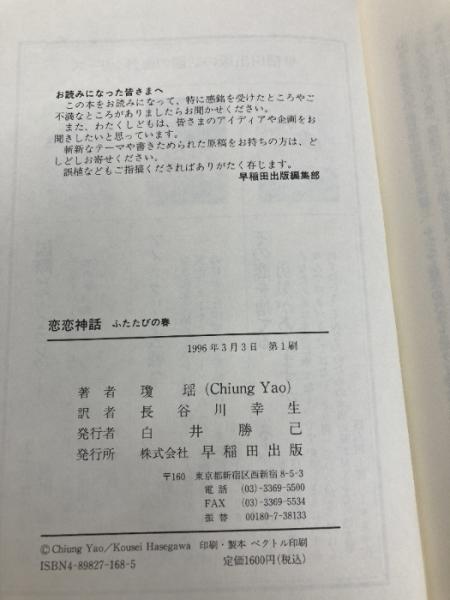 お読みになった皆さまへ
この本をお読みになって、特に感銘を受けたところやご
不満なところがありましたらお聞かせください。
また、わたくしどもは、皆さまのアイディアや企画をお
聞きしたいと思っています。
斬新なテーマや書きためられた原稿をお持ちの方は、ど
しどしお寄せください。
誤植などもご指摘くださればありがたく存じます。
早稲田出版編集部
恋恋神話 ふたたびの春
1996年3月3日 第1刷
著者 瓊瑶(Chiung Yao)
訳者 長谷川幸生
発行者 白井勝己
発行所 株式会社早稲田出版
〒160 東京都新宿区西新宿8-5-3
電話 (03)-3369-5500
FAX (03)-3369-5534
振替 00180-7-38133
©Chiung Yao/Kousei Hasegawa 印刷・製本 ベクトル印刷
ISBN4-89827-168-5 定価1600円(税込)